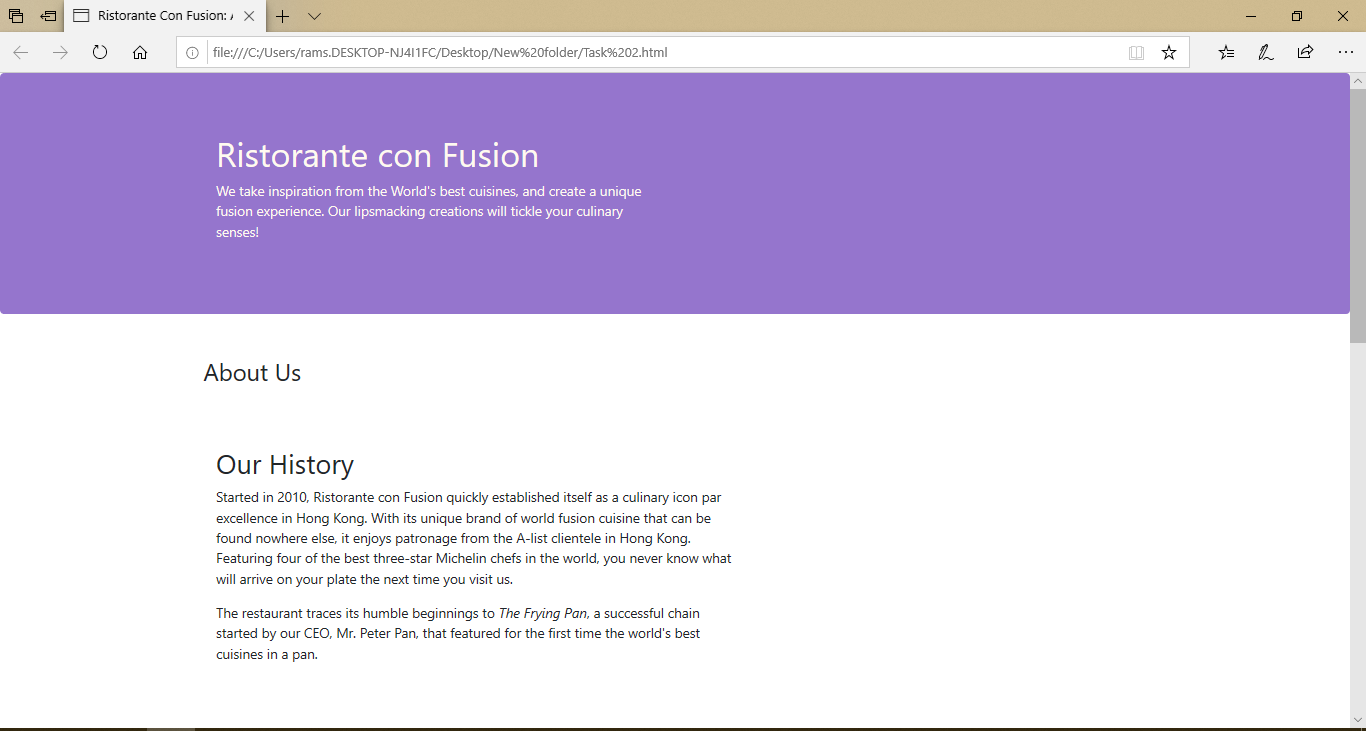 Ristorante Con Fusion: A
file:///C:/Users/rams.DESKTOP-NJ4I1FC/Desktop/New%20folder/Task%202.html
Ristorante con Fusion
We take inspiration from the World's best cuisines, and create a unique
fusion experience. Our lipsmacking creations will tickle your culinary
senses!
About Us
Our History
Started in 2010, Ristorante con Fusion quickly established itself as a culinary icon par
excellence in Hong Kong. With its unique brand of world fusion cuisine that can be
found nowhere else, it enjoys patronage from the A-list clientele in Hong Kong.
Featuring four of the best three-star Michelin chefs in the world, you never know what
will arrive on your plate the next time you visit us.
The restaurant traces its humble beginnings to The Frying Pan, a successful chain
started by our CEO, Mr. Peter Pan, that featured for the first time the world's best
cuisines in a pan.